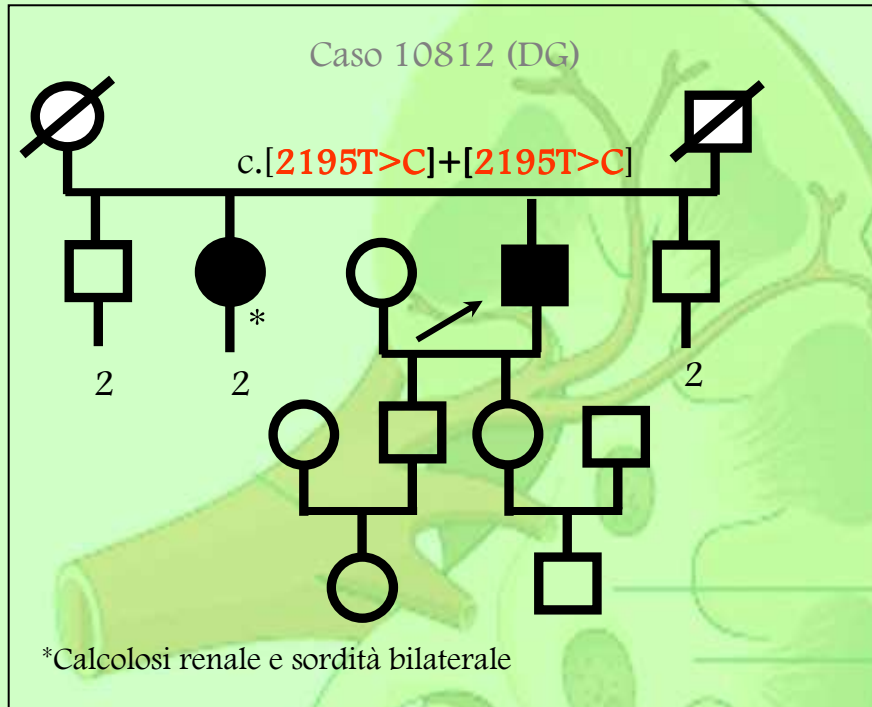 Caso 10812 (DG)
c.[2195T>C]+[2195T>C]
*
2
2
2
*Calcolosi renale e sordità bilaterale